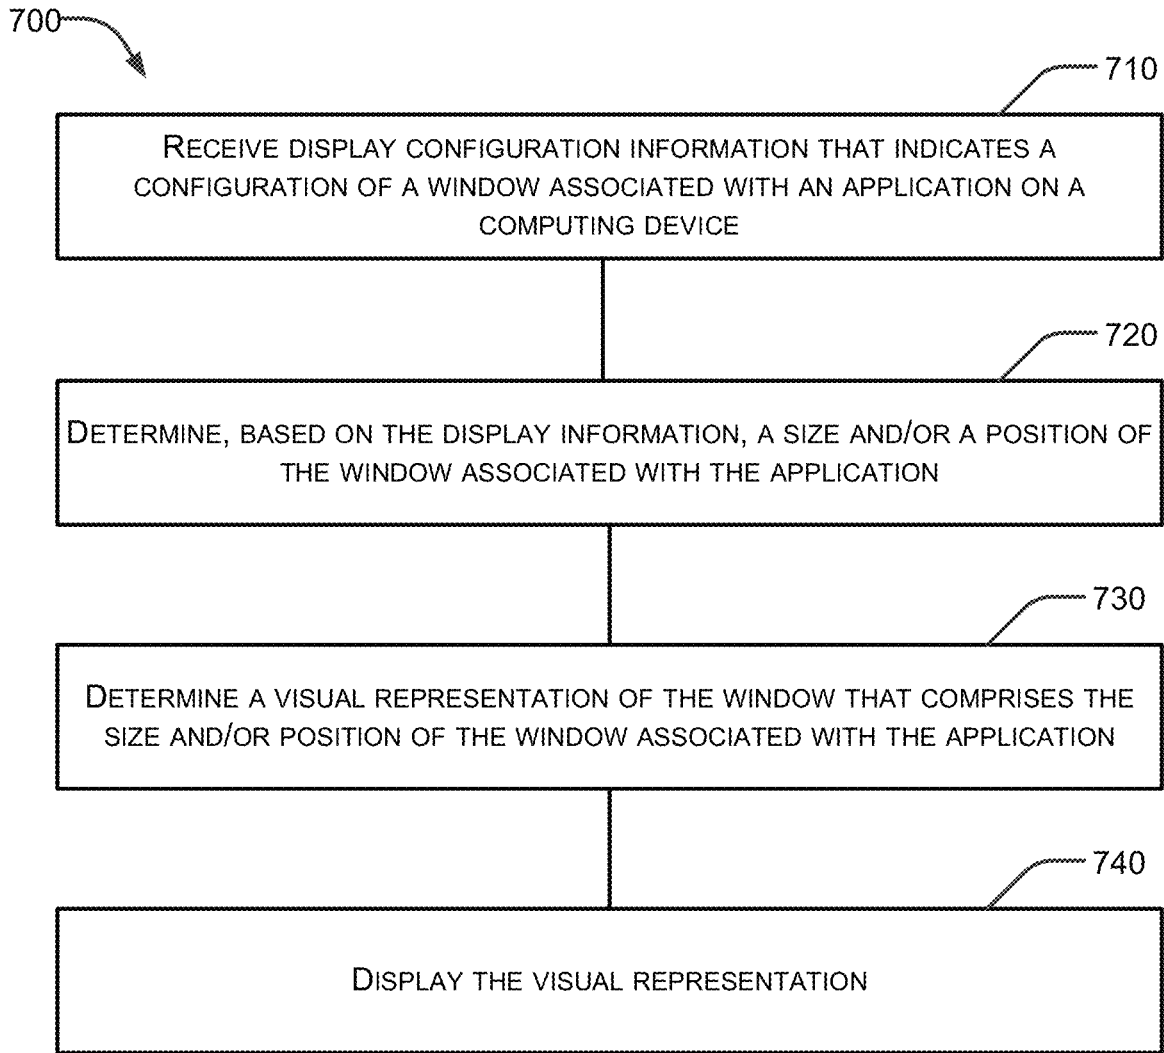 700
710
RECEIVE DISPLAY CONFIGURATION INFORMATION THAT INDICATES A
CONFIGURATION OF A WINDOW ASSOCIATED WITH AN APPLICATION ON A
COMPUTING DEVICE
720
DETERMINE, BASED ON THE DISPLAY INFORMATION, A SIZE AND/OR A POSITION OF
THE WINDOW ASSOCIATED WITH THE APPLICATION
730
DETERMINE A VISUAL REPRESENTATION OF THE WINDOW THAT COMPRISES THE
SIZE AND/OR POSITION OF THE WINDOW ASSOCIATED WITH THE APPLICATION
740
DISPLAY THE VISUAL REPRESENTATION